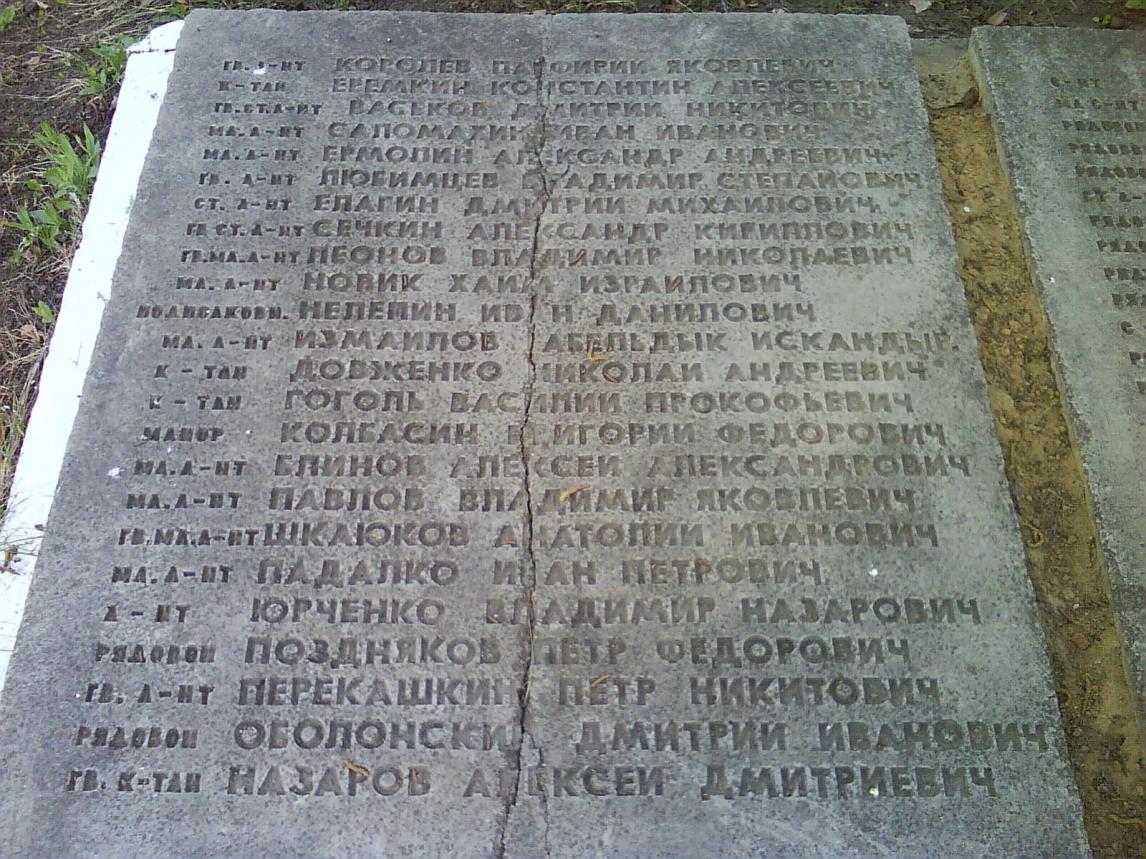 ГВ. Л-НТ КОРОЛЕВ ПАРФИРИЙ ЯКОВЛЕВИЧ
К-ТАН ЕРЕМКИН КОНСТАНТИН АЛЕКСЕЕВИЧ
ГВ.СТ.Л-НТ ВАСЬКОВ ДМИТРИЙ НИКИТОВИЧ
МЛ. Л-НТ САЛОМАХИН ИВАН ИВАНОВИЧ
МЛ. Л-НТ ЕРМОЛИН АЛЕКСАНДР АНДРЕЕВИЧ
ГВ. Л-НТ ЛЮБИМЦЕВ ВЛАДИМИР СТЕПАНОВИЧ
СТ. Л-НТ ЕЛАГИН ДМИТРИЙ МИХАЙЛОВИЧ
ГВ.СТ.Л-НТ СЕЧКИН АЛЕКСАНДР КИРИЛЛОВИЧ
ГВ.МЛ.Л-НТ ЛЕОНОВ ВЛАДИМИР НИКОЛАЕВИЧ
МЛ. Л-НТ НОВИК ХАИМ ИЗРАИЛОВИЧ
НЕЛЕПИН ИВАН ДАНИЛОВИЧ
МЛ. Л-НТ ИЗМАИЛОВ АБЕЛЬДЫК ИСКАНДЫР.
К-ТАН ДОВЖЕНКО НИКОЛАЙ АНДРЕЕВИЧ
К-ТАН ГОГОЛЬ ВАСИЛИЙ ПРОКОФЬЕВИЧ
МАЙОР КОЛБАСИН ГРИГОРИЙ ФЕДОРОВИЧ
МЛ. Л-НТ БЛИНОВ АЛЕКСЕЙ АЛЕКСАНДРОВИЧ
МЛ. Л-НТ ПАВЛОВ ВЛАДИМИР ЯКОВЛЕВИЧ
ГВ.МЛ.Л-НТ ШКАЮКОВ АНАТОЛИЙ ИВАНОВИЧ
МЛ. Л-НТ ПАДАЛКО ИВАН ПЕТРОВИЧ
Л-НТ ЮРЧЕНКО ВЛАДИМИР НАЗАРОВИЧ
РЯДОВОЙ ПОЗДНЯКОВ ПЕТР ФЕДОРОВИЧ
ГВ. Л-НТ ПЕРЕКАШКИН ПЕТР НИКИТОВИЧ
РЯДОВОЙ ОБОЛОНСКИЙ ДМИТРИЙ ИВАНОВИЧ
ГВ. К-ТАН НАЗАРОВ АЛЕКСЕЙ ДМИТРИЕВИЧ